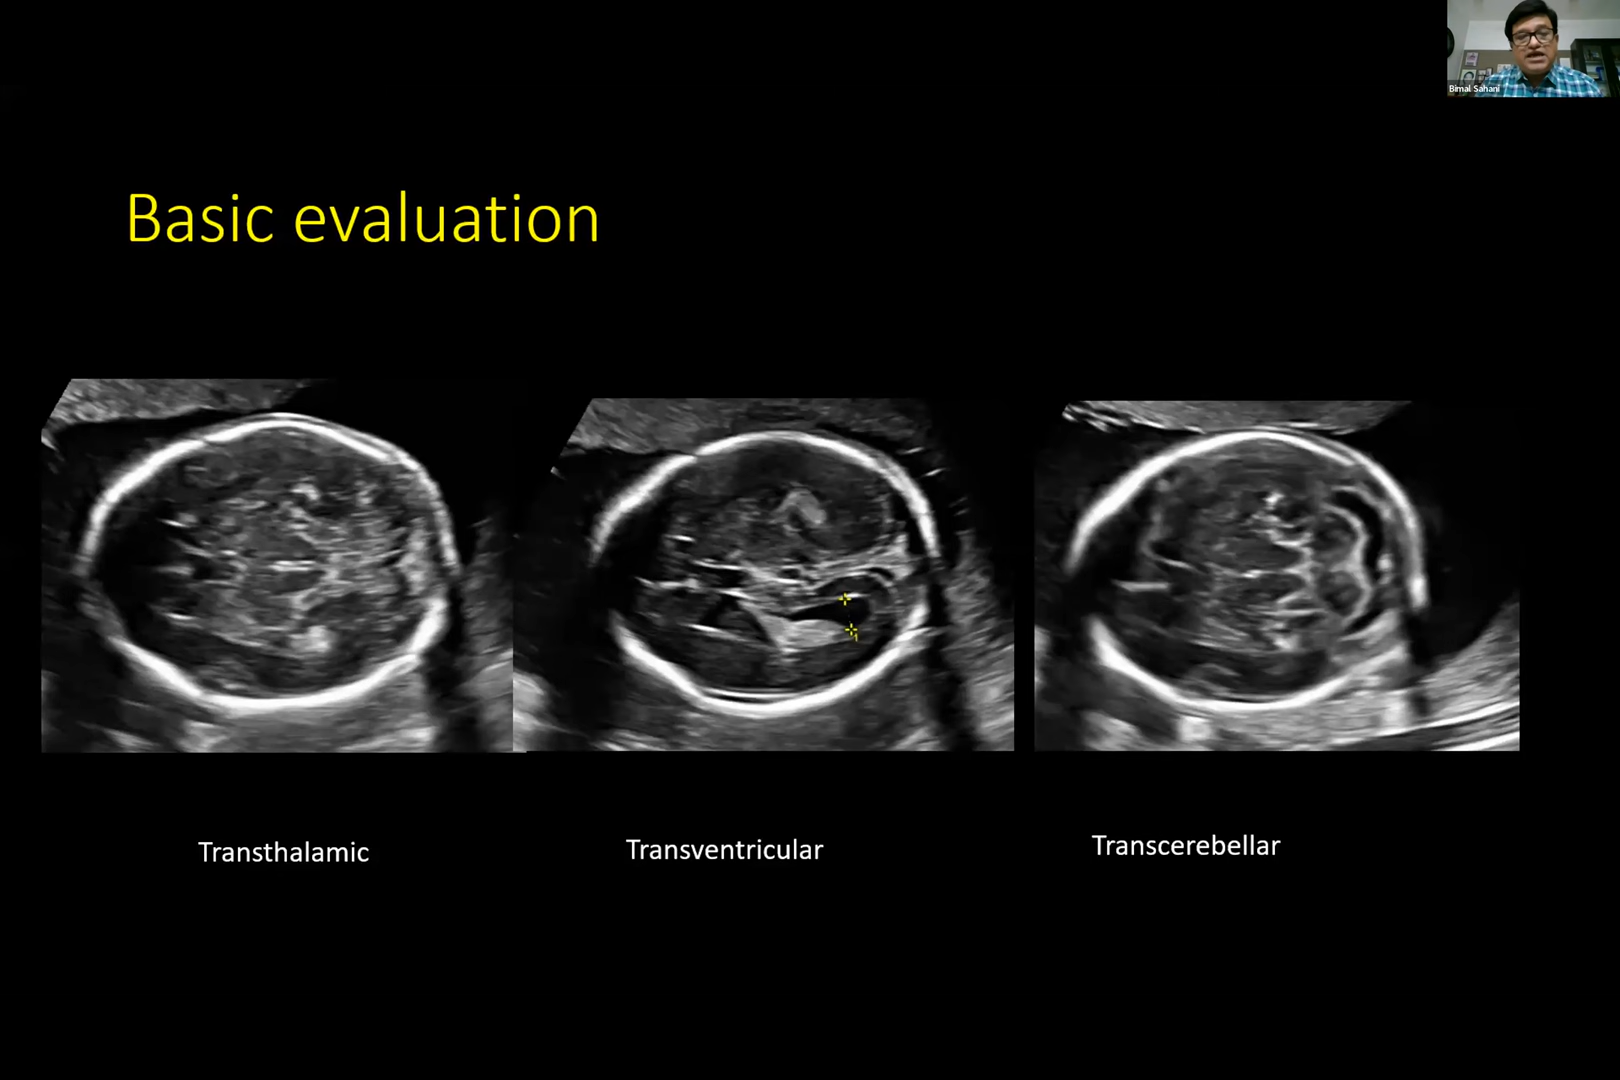 Bimal Sahani
Basic evaluation
Transthalamic
Transventricular
Transcerebellar